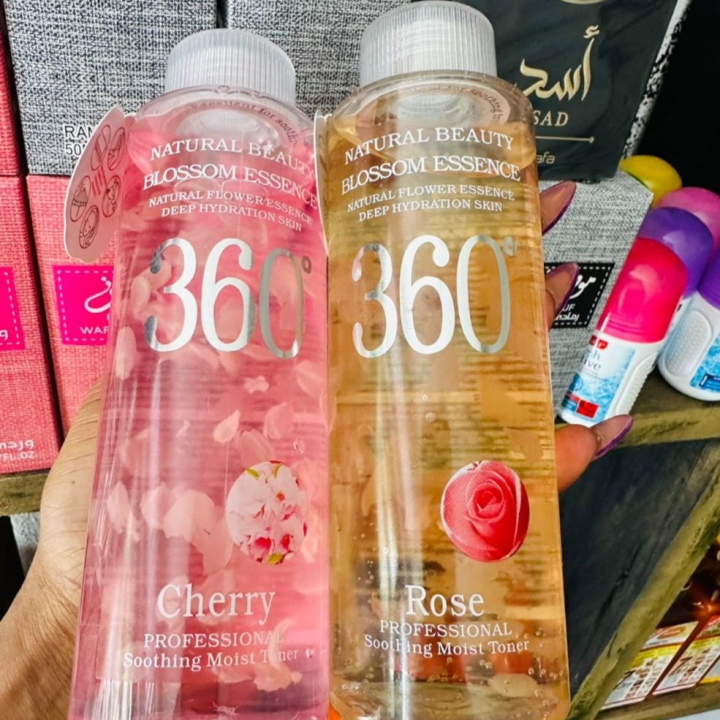 NATURAL BEAUTY
BLOSSOM ESSENCE
NATURAL FLOWER ESSENCE
DEEP HYDRATION SKIN
360°
Cherry
PROFESSIONAL
Soothing Moist Toner
NATURAL BEAUTY
BLOSSOM ESSENCE
NATURAL FLOWER ESSENCE
DEEP HYDRATION SKIN
360°
Rose
PROFESSIONAL
Soothing Moist Toner
أسد